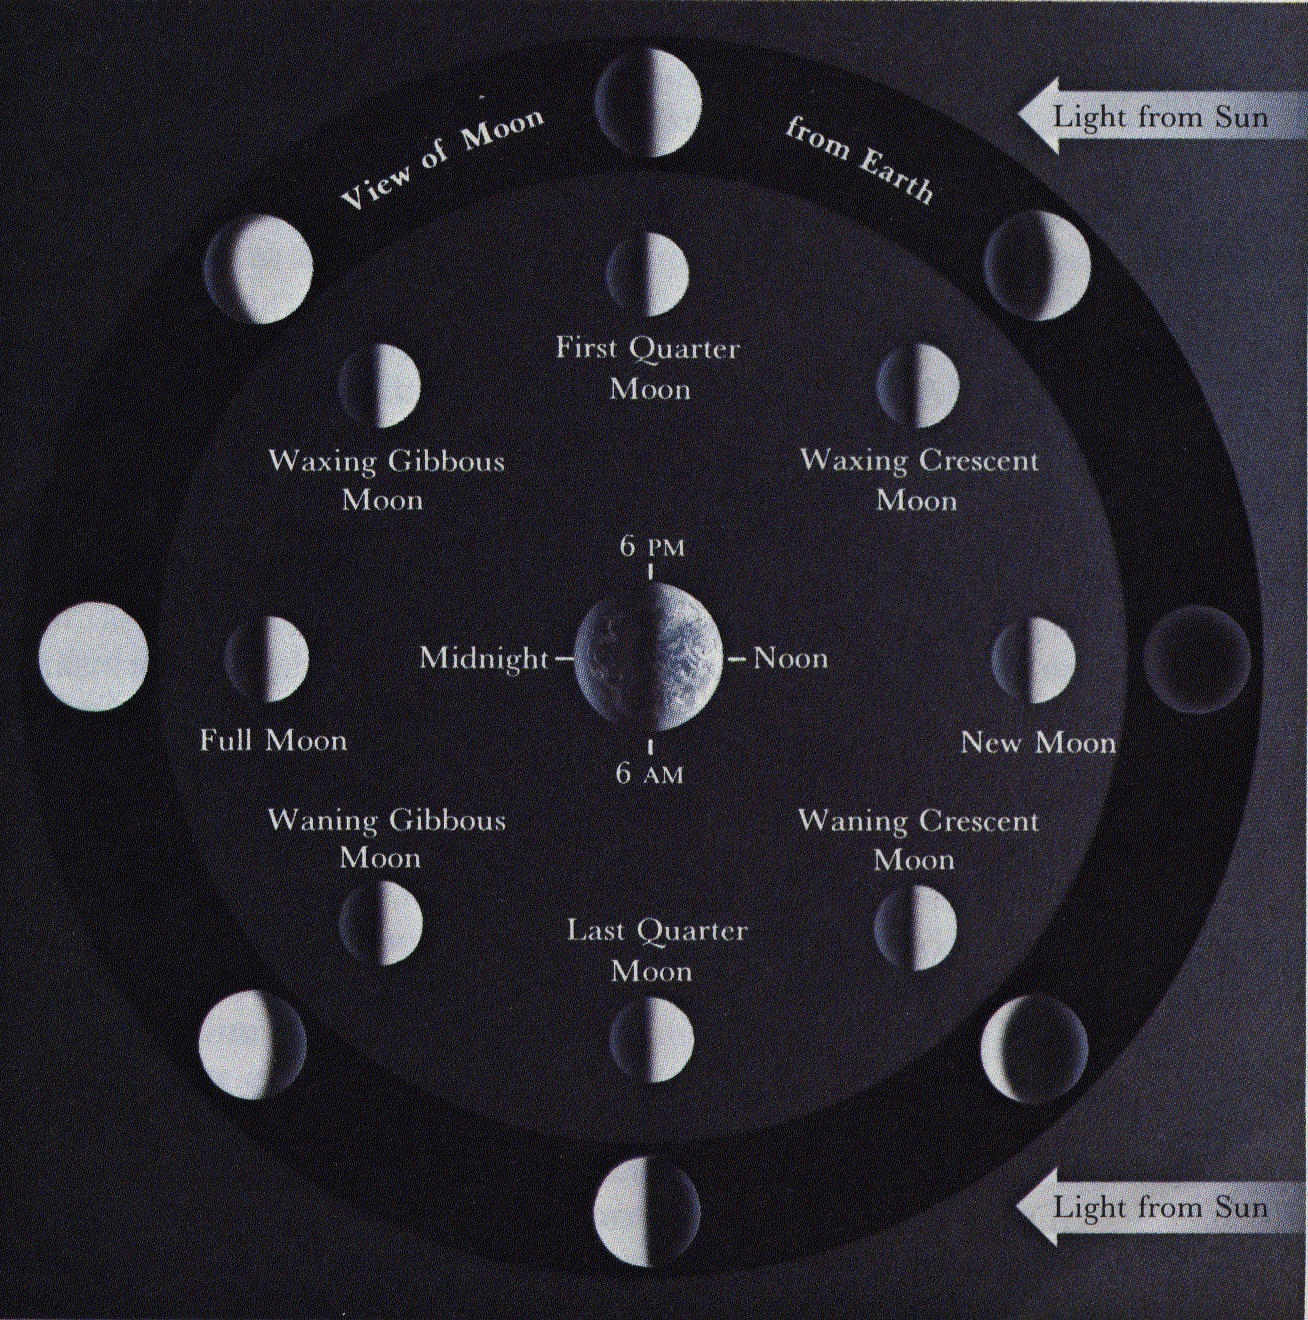 View of Moon from Earth
Light from Sun
First Quarter
Moon
Waxing Gibbous
Moon
Waxing Crescent
Moon
6 PM
Midnight
Noon
6 AM
Full Moon
New Moon
Waning Gibbous
Moon
Waning Crescent
Moon
Last Quarter
Moon
Light from Sun